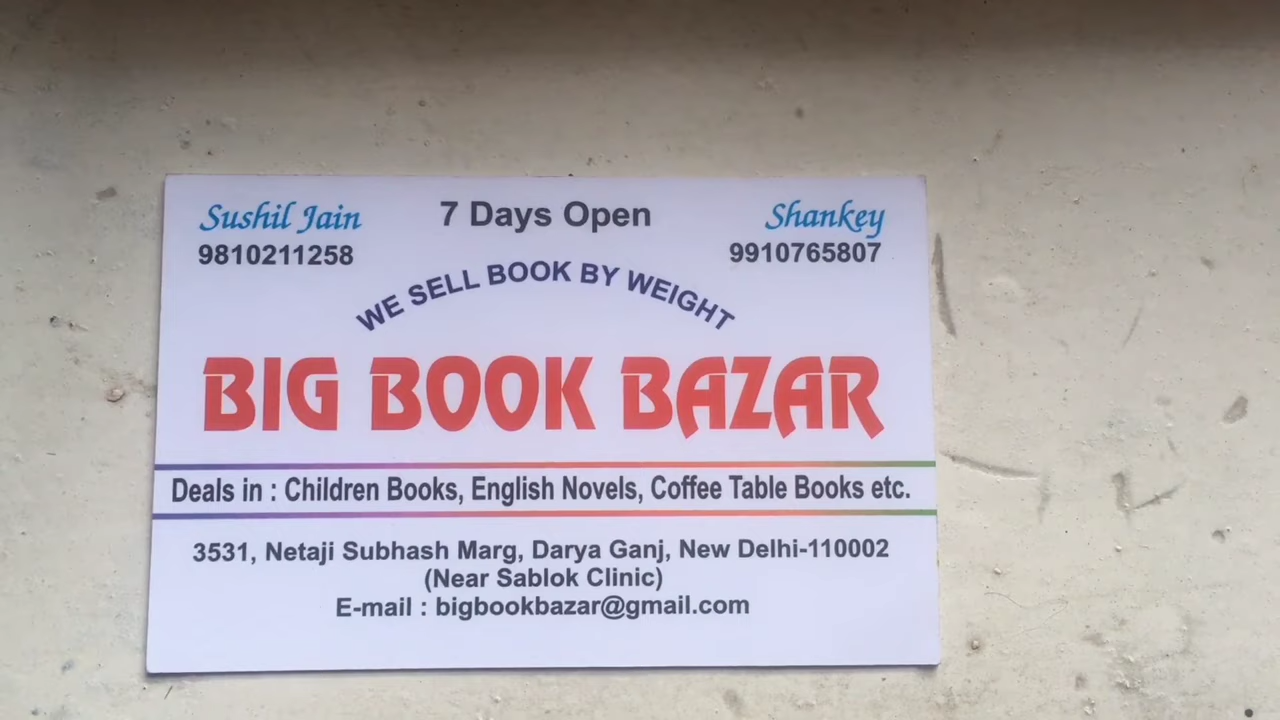 Sushil Jain 7 Days Open Shankey
9810211258 9910765807
WE SELL BOOK BY WEIGHT
BIG BOOK BAZAR
Deals in : Children Books, English Novels, Coffee Table Books etc.
3531, Netaji Subhash Marg, Darya Ganj, New Delhi-110002
(Near Sablok Clinic)
E-mail : bigbookbazar@gmail.com